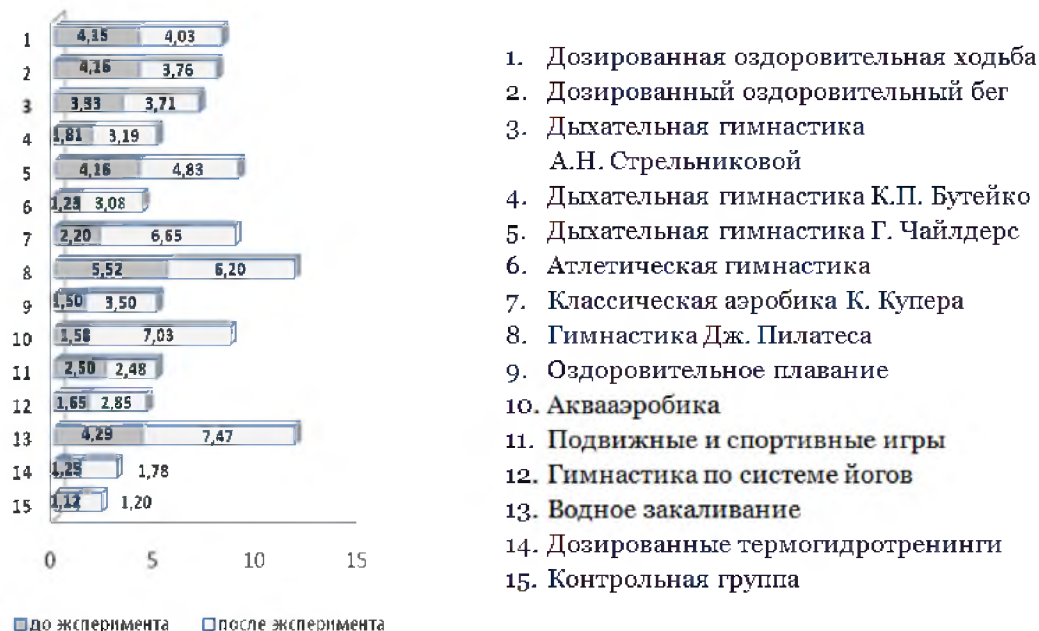 1 4,15 4,03
2 4,16 3,76
3 3,33 3,71
4 1,81 3,19
5 4,16 4,83
6 1,23 3,08
7 2,20 6,65
8 5,52 6,20
9 1,50 3,50
10 1,58 7,03
11 2,50 2,48
12 1,65 2,85
13 4,29 7,47
14 1,25 1,78
15 1,12 1,20
0 5 10 15
до эксперимента после эксперимента
1. Дозированная оздоровительная ходьба
2. Дозированный оздоровительный бег
3. Дыхательная гимнастика
А.Н. Стрельниковой
4. Дыхательная гимнастика К.П. Бутейко
5. Дыхательная гимнастика Г. Чайлдерс
6. Атлетическая гимнастика
7. Классическая аэробика К. Купера
8. Гимнастика Дж. Пилатеса
9. Оздоровительное плавание
10. Аквааэробика
11. Подвижные и спортивные игры
12. Гимнастика по системе йогов
13. Водное закаливание
14. Дозированные термогидротренинги
15. Контрольная группа